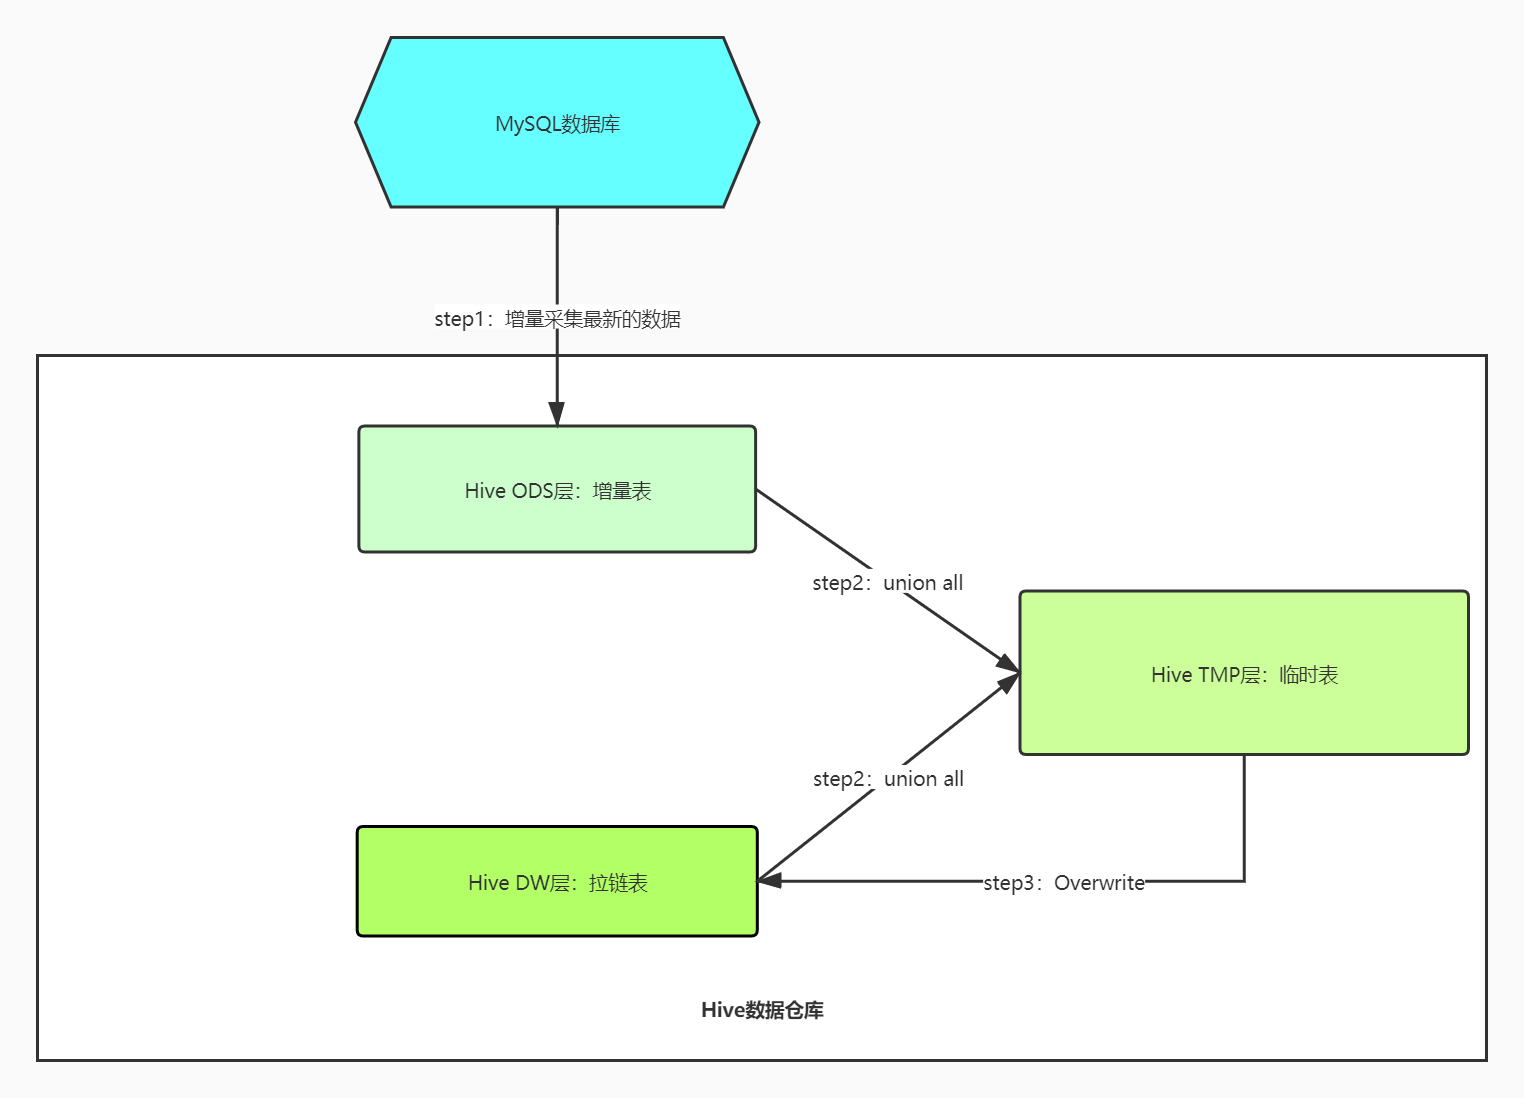 MySQL数据库
step1：增量采集最新的数据
Hive ODS层：增量表
step2：union all
Hive TMP层：临时表
step2：union all
Hive DW层：拉链表
step3：Overwrite
Hive数据仓库